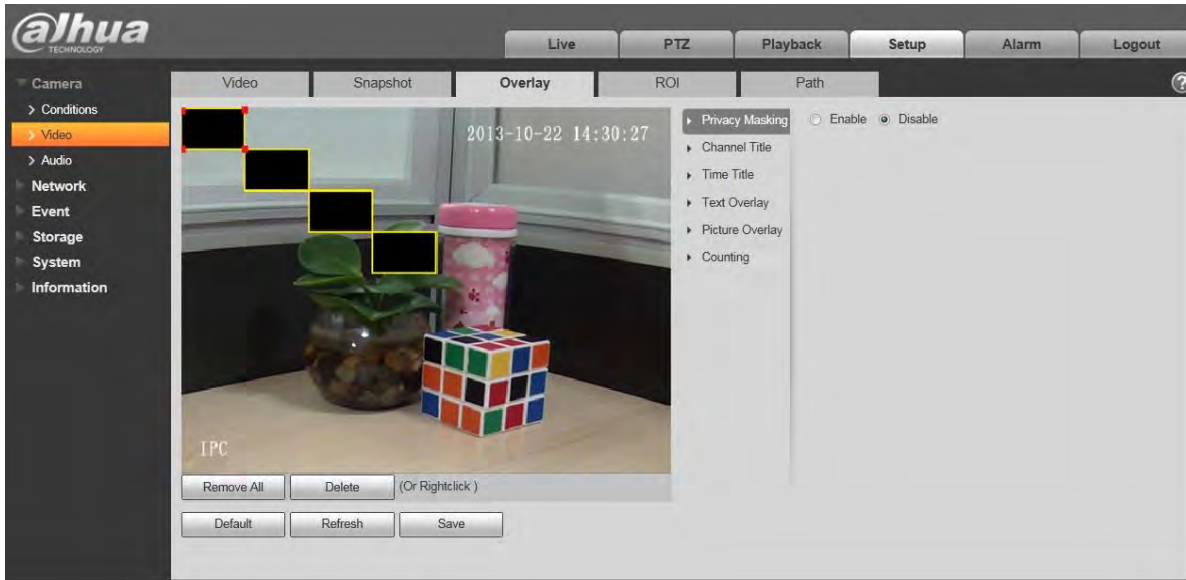 alhua
TECHNOLOGY
Live PTZ Playback Setup Alarm Logout
Camera
Conditions
Video
Audio
Network
Event
Storage
System
Information
Video Snapshot Overlay ROI Path
?
2013-10-22 14:30:27
IPC
Privacy Masking Enable Disable
Channel Title
Time Title
Text Overlay
Picture Overlay
Counting
Remove All Delete (Or Rightclick )
Default Refresh Save